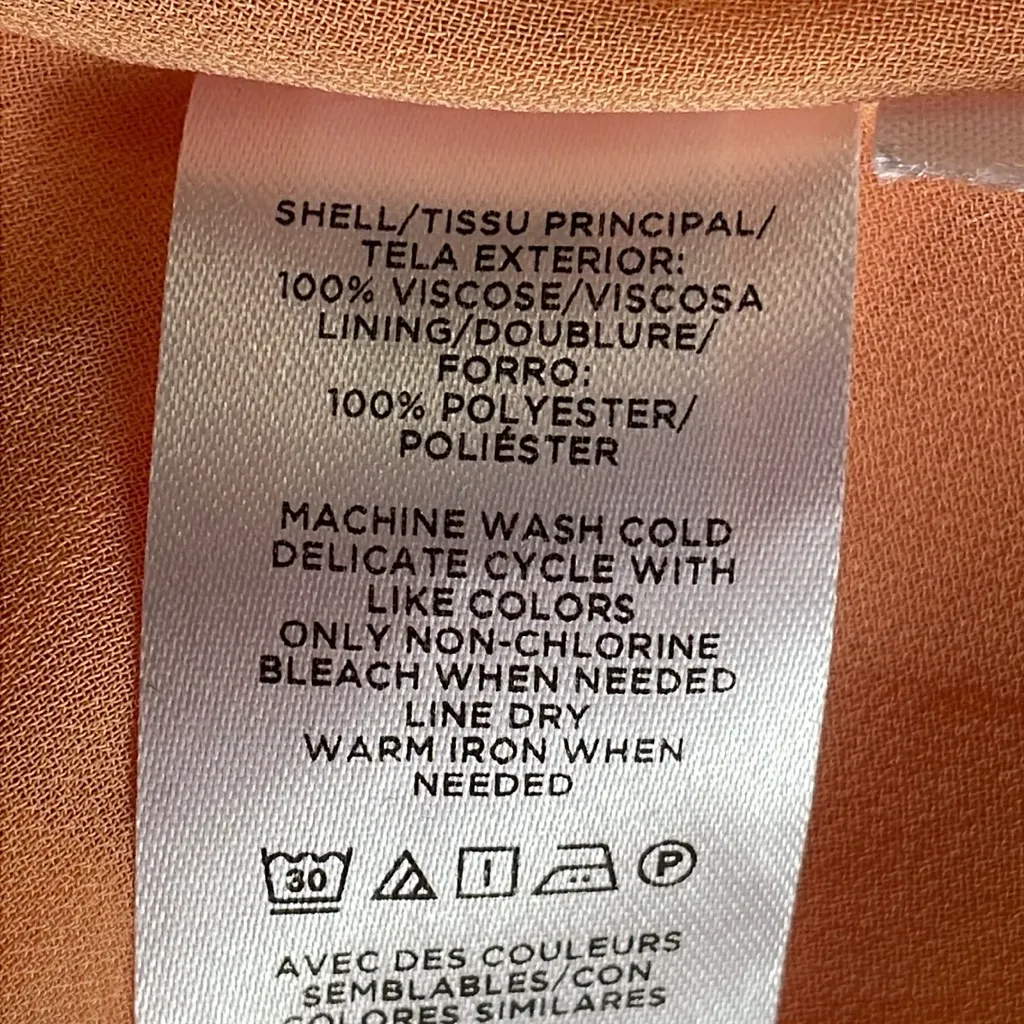 SHELL/TISSU PRINCIPAL/
TELA EXTERIOR:
100% VISCOSE/VISCOSA
LINING/DOUBLURE/
FORRO:
100% POLYESTER/
POLIÉSTER
MACHINE WASH COLD
DELICATE CYCLE WITH
LIKE COLORS
ONLY NON-CHLORINE
BLEACH WHEN NEEDED
LINE DRY
WARM IRON WHEN
NEEDED
30 P
AVEC DES COULEURS
SEMBLABLES/CON
COLORES SIMILARES